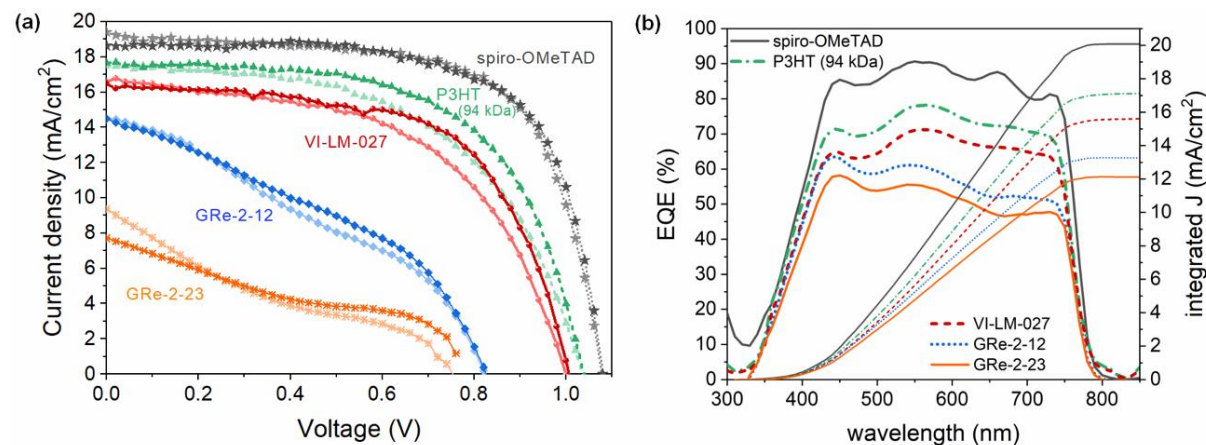 (a)
20
18
16
14
12
10
8
6
4
2
0
Current density (mA/cm²)
0.0
0.2
0.4
0.6
0.8
1.0
Voltage (V)
spiro-OMeTAD
P3HT
(94 kDa)
VI-LM-027
GRe-2-12
GRe-2-23
(b)
100
90
80
70
60
50
40
30
20
10
0
EQE (%)
300
400
500
600
700
800
wavelength (nm)
20
18
16
14
12
10
8
6
4
2
0
integrated J (mA/cm²)
spiro-OMeTAD
P3HT (94 kDa)
VI-LM-027
GRe-2-12
GRe-2-23